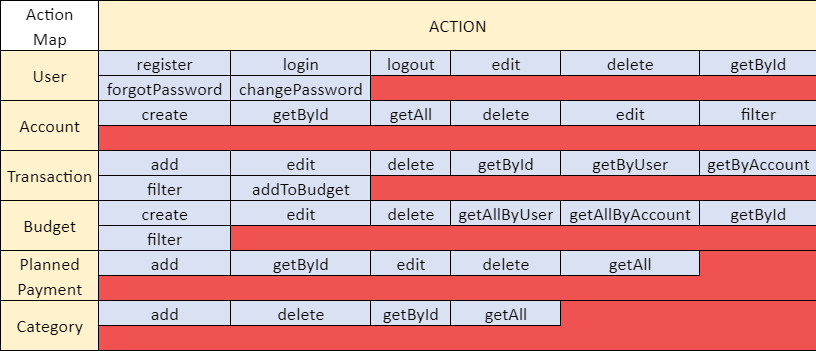 Action Map ACTION
User register login logout edit delete getById
forgotPassword changePassword
Account create getById getAll delete edit filter
Transaction add edit delete getById getByUser getByAccount
filter addToBudget
Budget create edit delete getAllByUser getAllByAccount getById
filter
Planned Payment add getById edit delete getAll
Category add delete getById getAll